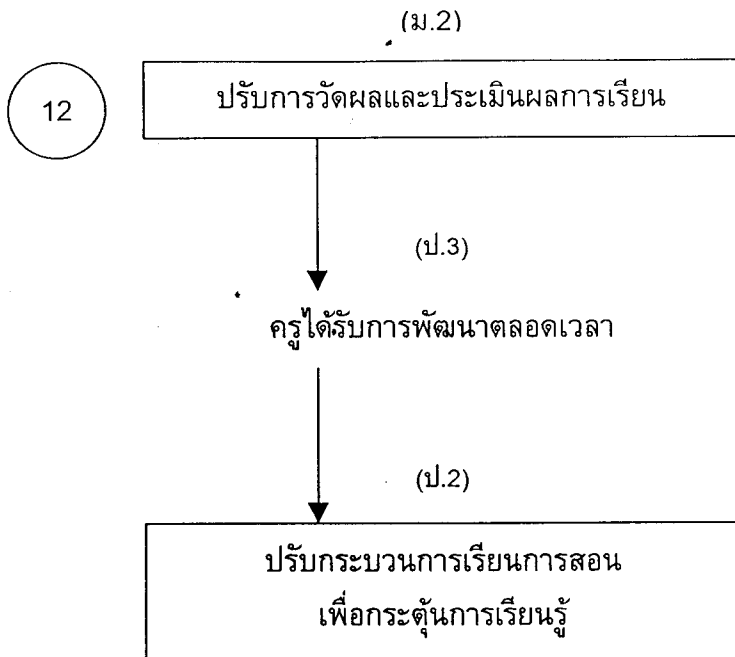 (ม.2)
12
ปรับการวัดผลและประเมินผลการเรียน
(ป.3)
ครูได้รับการพัฒนาตลอดเวลา
(ป.2)
ปรับกระบวนการเรียนการสอน
เพื่อกระตุ้นการเรียนรู้